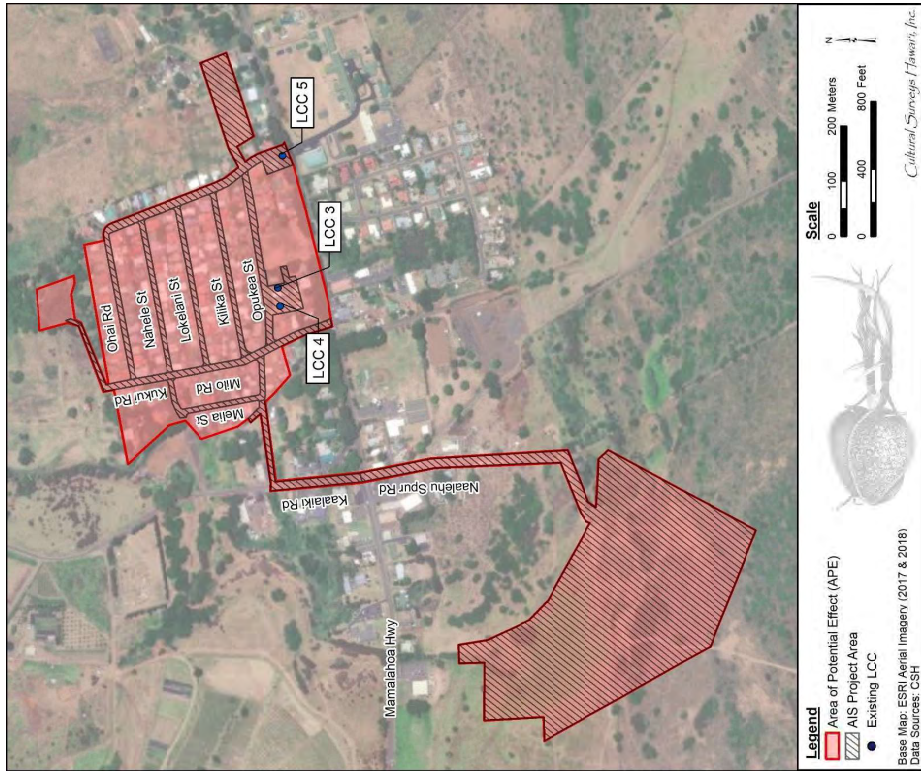 Ohai Rd
Nahele St
Lokelani St
Kilika St
Opukea St
Kukui Rd
Milo Rd
Melia St
LCC 5
LCC 3
LCC 4
Kaalaiki Rd
Naalehu Spur Rd
Mamalahoa Hwy
Legend
Area of Potential Effect (APE)
AIS Project Area
Existing LCC
Base Map: ESRI Aerial Imagery (2017 & 2018)
Data Sources: CSH
Scale
0 100 200 Meters
0 400 800 Feet
N
Cultural Surveys Hawai‘i, Inc.